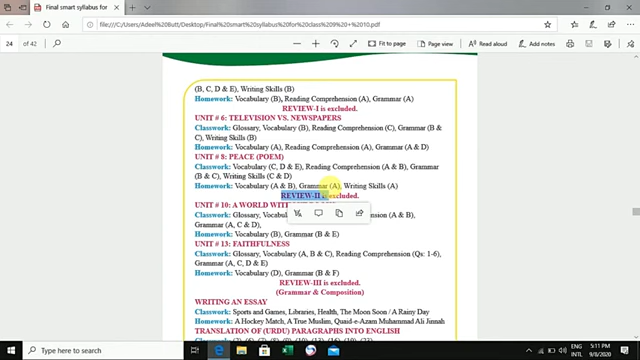 Final smart syllabus for class
file:///C:/Users/Adeel%20Butt/Desktop/Final%20smart%20syllabus%20for%20class%209%20+%2010.pdf
24 of 42
Fit to page
Page view
Read aloud
Add notes
(B, C, D & E), Writing Skills (B)
Homework: Vocabulary (B), Reading Comprehension (A), Grammar (A)
REVIEW-I is excluded.
UNIT # 6: TELEVISION VS. NEWSPAPERS
Classwork: Glossary, Vocabulary (B), Reading Comprehension (C), Grammar (B &
C), Writing Skills (B)
Homework: Vocabulary (A), Reading Comprehension (A), Grammar (A & D)
UNIT # 8: PEACE (POEM)
Classwork: Vocabulary (C, D & E), Reading Comprehension (A & B), Grammar
(B & C), Writing Skills (C & D)
Homework: Vocabulary (A & B), Grammar (A), Writing Skills (A)
REVIEW-II is excluded.
UNIT # 10: A WORLD
Classwork: Glossary, (A & B),
Grammar (A, C & D),
Homework: Vocabulary (B), Grammar (B & E)
UNIT # 13: FAITHFULNESS
Classwork: Glossary, Vocabulary (A, B & C), Reading Comprehension (Qs: 1-6),
Grammar (A, C, D & E)
Homework: Vocabulary (D), Grammar (B & F)
REVIEW-III is excluded.
(Grammar & Composition)
WRITING AN ESSAY
Classwork: Sports and Games, Libraries, Health, The Moon Soon / A Rainy Day
Homework: A Hockey Match, A True Muslim, Quaid-e-Azam Muhammad Ali Jinnah
TRANSLATION OF (URDU) PARAGRAPHS INTO ENGLISH
Type here to search
ENG
INTL
5:11 PM
9/8/2020